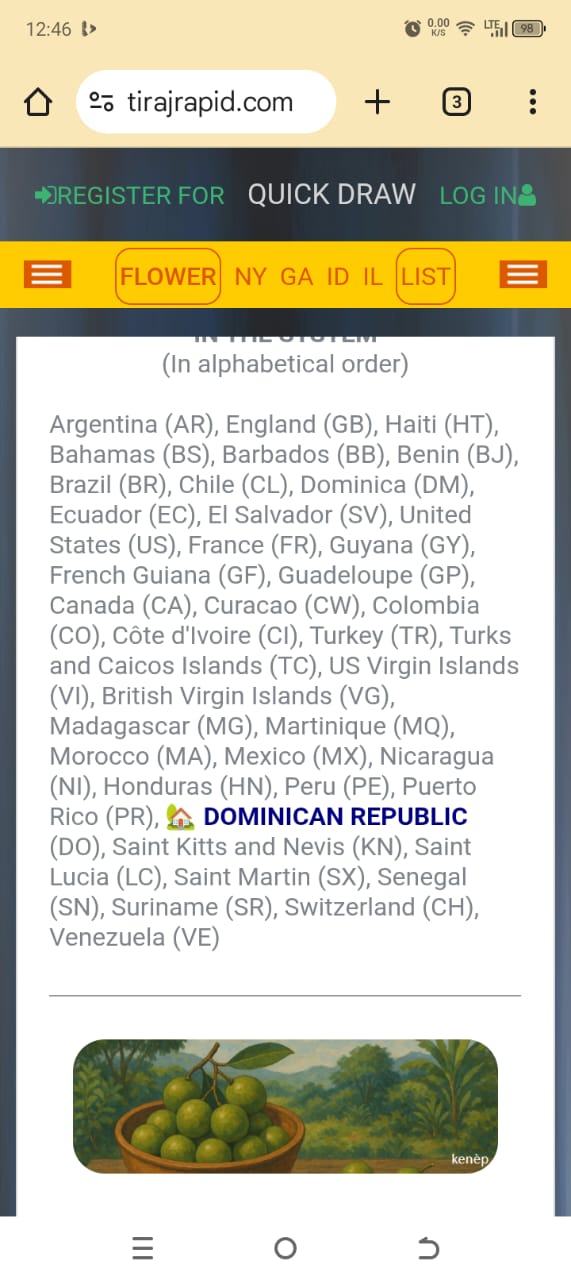 12:46
0.00
K/S
LTE
98
tirajrapid.com
3
REGISTER FOR QUICK DRAW LOG IN
FLOWER NY GA ID IL LIST
IN THE SYSTEM
(In alphabetical order)
Argentina (AR), England (GB), Haiti (HT),
Bahamas (BS), Barbados (BB), Benin (BJ),
Brazil (BR), Chile (CL), Dominica (DM),
Ecuador (EC), El Salvador (SV), United
States (US), France (FR), Guyana (GY),
French Guiana (GF), Guadeloupe (GP),
Canada (CA), Curacao (CW), Colombia
(CO), Côte d'Ivoire (CI), Turkey (TR), Turks
and Caicos Islands (TC), US Virgin Islands
(VI), British Virgin Islands (VG),
Madagascar (MG), Martinique (MQ),
Morocco (MA), Mexico (MX), Nicaragua
(NI), Honduras (HN), Peru (PE), Puerto
Rico (PR), 🏡 DOMINICAN REPUBLIC
(DO), Saint Kitts and Nevis (KN), Saint
Lucia (LC), Saint Martin (SX), Senegal
(SN), Suriname (SR), Switzerland (CH),
Venezuela (VE)
kenèp